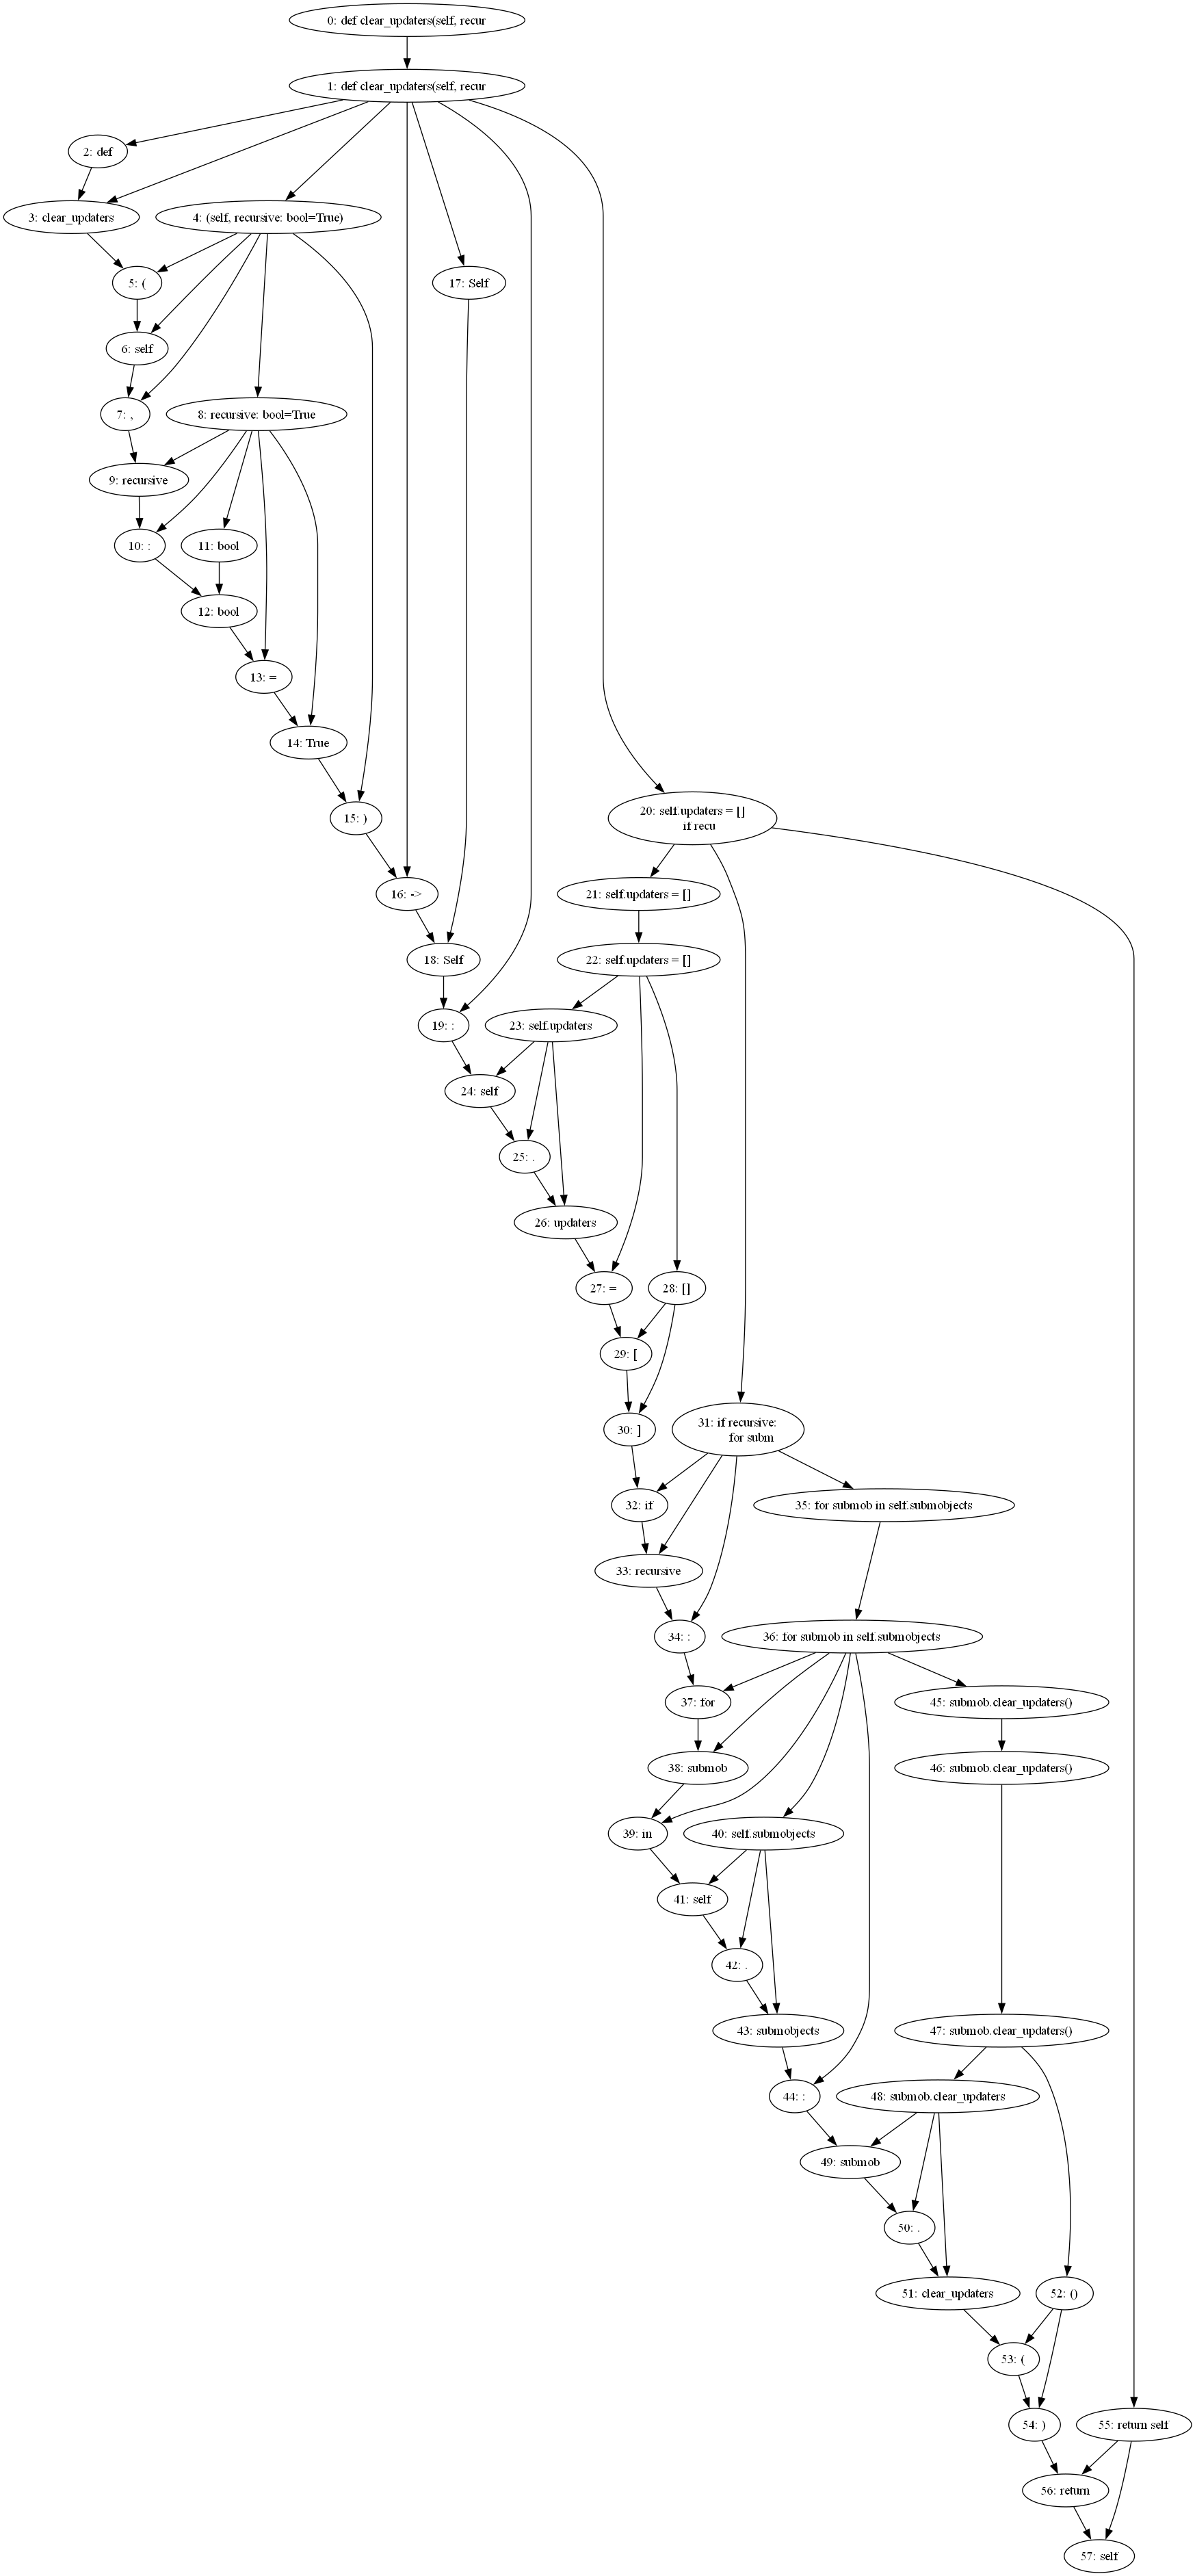 0: def clear_updaters(self, recur
1: def clear_updaters(self, recur
2: def
3: clear_updaters
4: (self, recursive: bool=True)
5: (
17: Self
6: self
7: ,
8: recursive: bool=True
9: recursive
10: :
11: bool
12: bool
13: =
14: True
15: )
20: self.updaters = []
if recu
16: ->
21: self.updaters = []
18: Self
22: self.updaters = []
19: :
23: self.updaters
24: self
25: .
26: updaters
27: =
28: []
29: [
30: ]
31: if recursive:
for subm
32: if
35: for submob in self.submobjects
33: recursive
34: :
36: for submob in self.submobjects
37: for
45: submob.clear_updaters()
38: submob
46: submob.clear_updaters()
39: in
40: self.submobjects
41: self
42: .
43: submobjects
47: submob.clear_updaters()
44: :
48: submob.clear_updaters
49: submob
50: .
51: clear_updaters
52: ()
53: (
54: )
55: return self
56: return
57: self